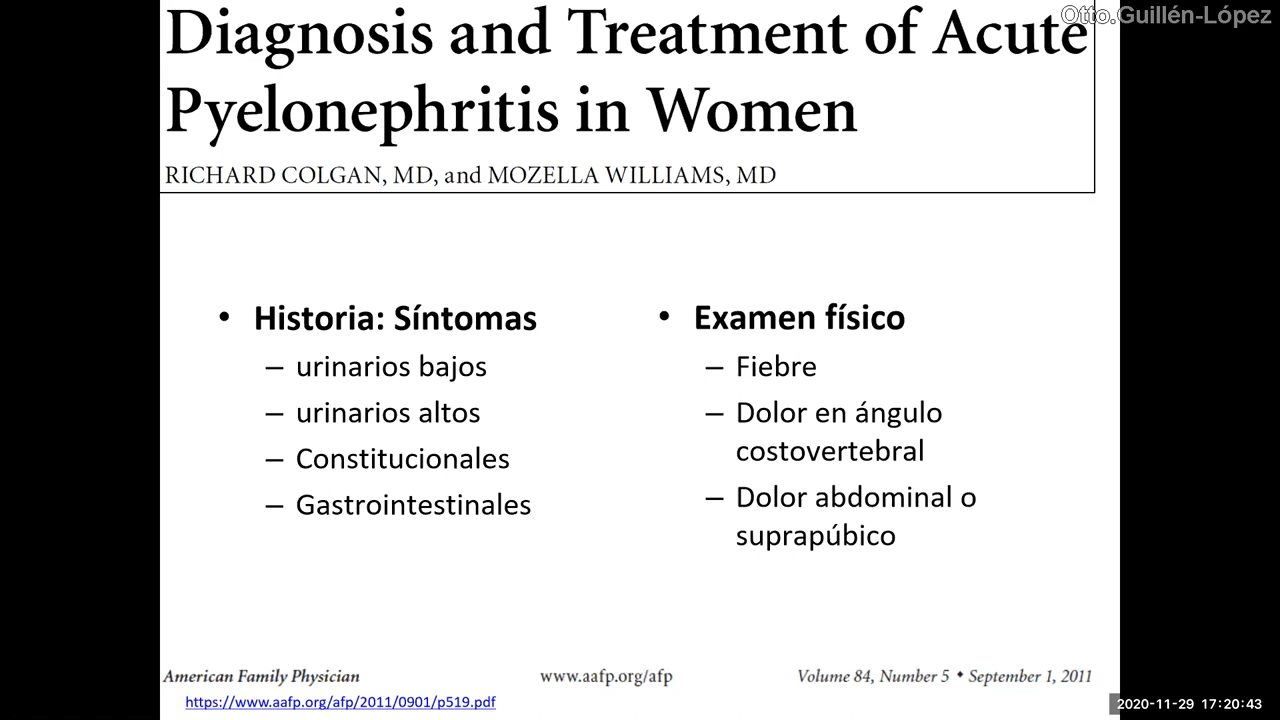 Otto.Guillén-López
Diagnosis and Treatment of Acute
Pyelonephritis in Women
RICHARD COLGAN, MD, and MOZELLA WILLIAMS, MD
• Historia: Síntomas
– urinarios bajos
– urinarios altos
– Constitucionales
– Gastrointestinales
• Examen físico
– Fiebre
– Dolor en ángulo
costovertebral
– Dolor abdominal o
suprapúbico
American Family Physician www.aafp.org/afp Volume 84, Number 5 ◆ September 1, 2011
https://www.aafp.org/afp/2011/0901/p519.pdf
2020-11-29 17:20:43